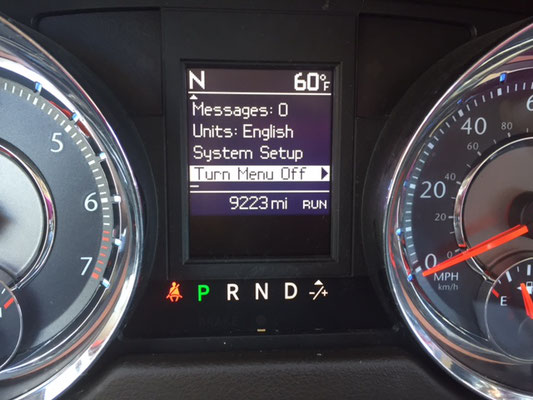 N 60°F
Messages: 0
Units: English
System Setup
Turn Menu Off
9223 mi RUN
P R N D -/+
5
6
7
0
20
40
20
80
MPH
km/h
E